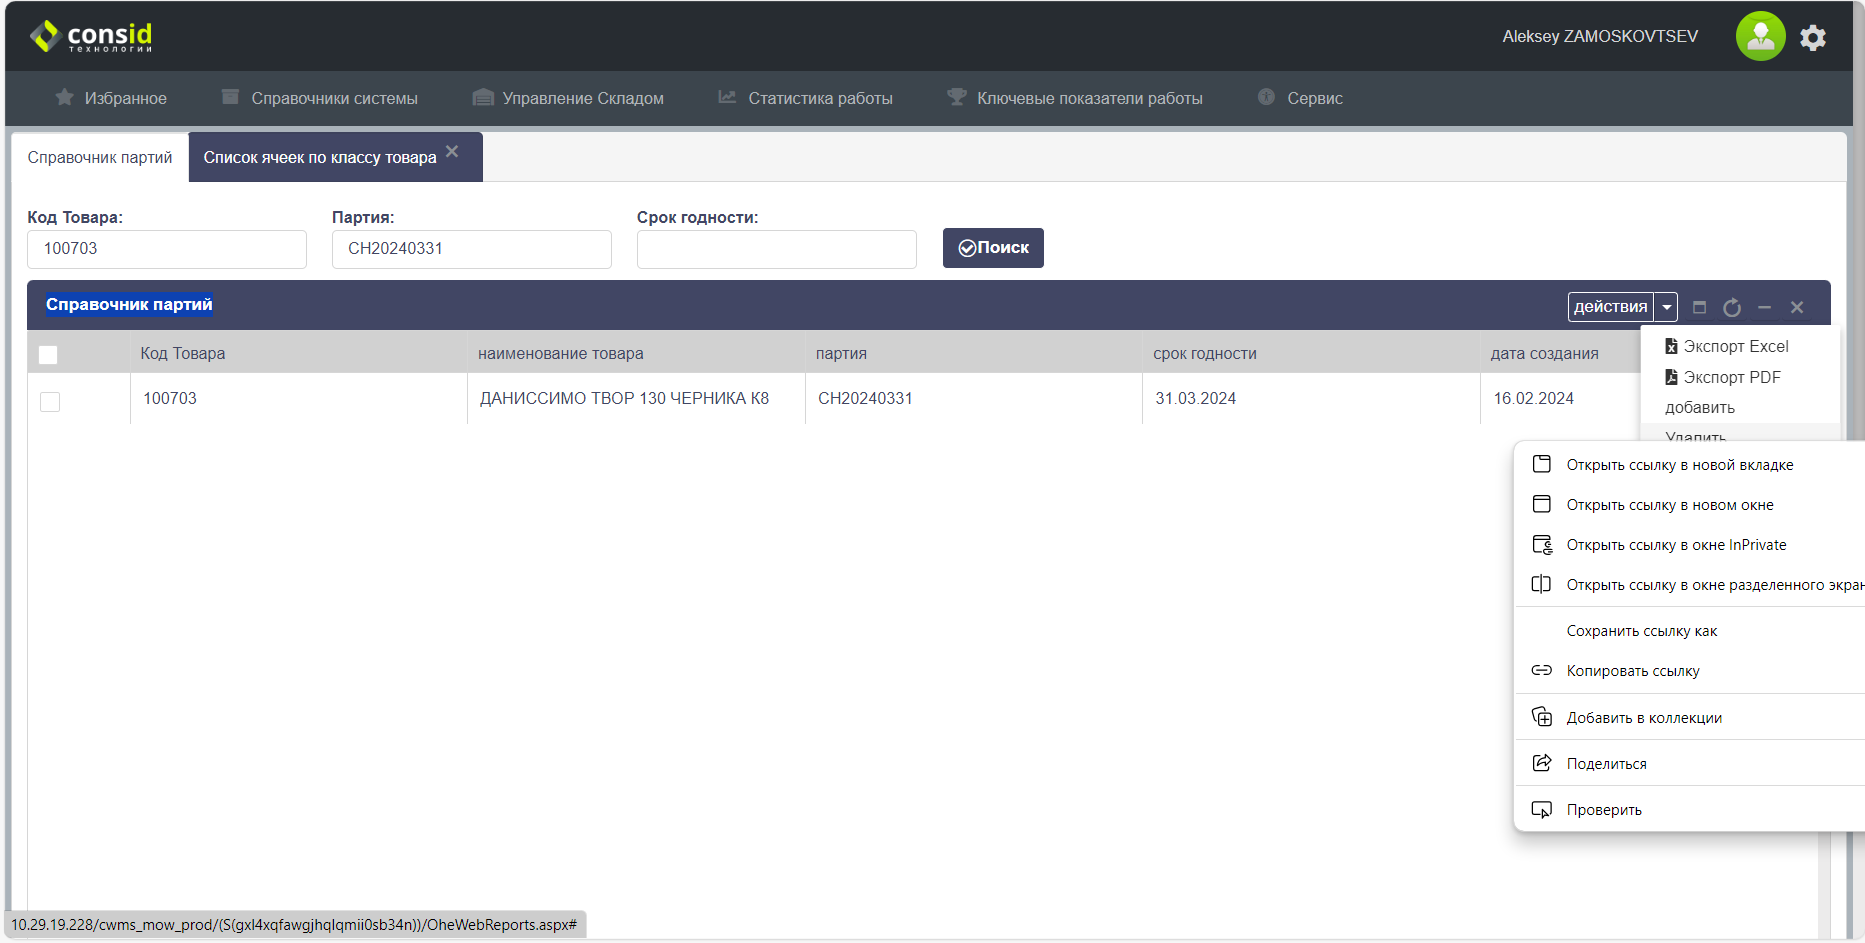 consid
технологии
Aleksey ZAMOSKOVTSEV
Избранное
Справочники системы
Управление Складом
Статистика работы
Ключевые показатели работы
Сервис
Справочник партий
Список ячеек по классу товара
Код Товара:
Партия:
Срок годности:
100703
CH20240331
Поиск
Справочник партий
действия
Код Товара
наименование товара
партия
срок годности
дата создания
100703
ДАНИССИМО ТВОР 130 ЧЕРНИКА К8
CH20240331
31.03.2024
16.02.2024
Экспорт Excel
Экспорт PDF
добавить
Удалить
Открыть ссылку в новой вкладке
Открыть ссылку в новом окне
Открыть ссылку в окне InPrivate
Открыть ссылку в окне разделенного экран
Сохранить ссылку как
Копировать ссылку
Добавить в коллекции
Поделиться
Проверить
10.29.19.228/cwms_mow_prod/(S(gxl4xqfawgjhqlqmii0sb34n))/OheWebReports.aspx#